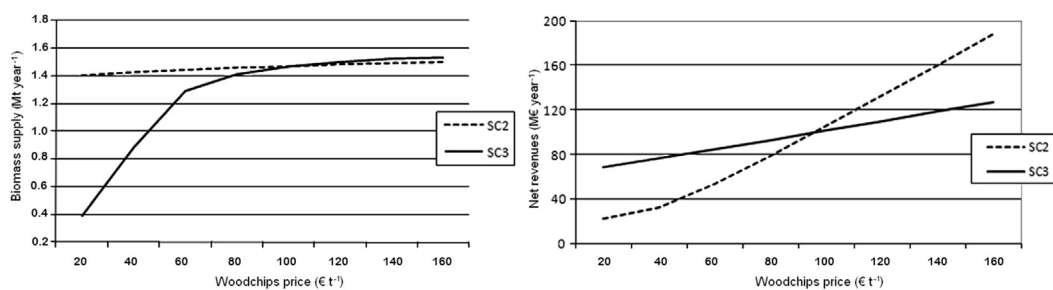 Biomass supply (Mt year⁻¹)
1.8
1.6
1.4
1.2
1.0
0.8
0.6
0.4
0.2
20 40 60 80 100 120 140 160
Woodchips price (€ t⁻¹)
SC2
SC3
Net revenues (M€ year⁻¹)
200
160
120
80
40
0
20 40 60 80 100 120 140 160
Woodchips price (€ t⁻¹)
SC2
SC3